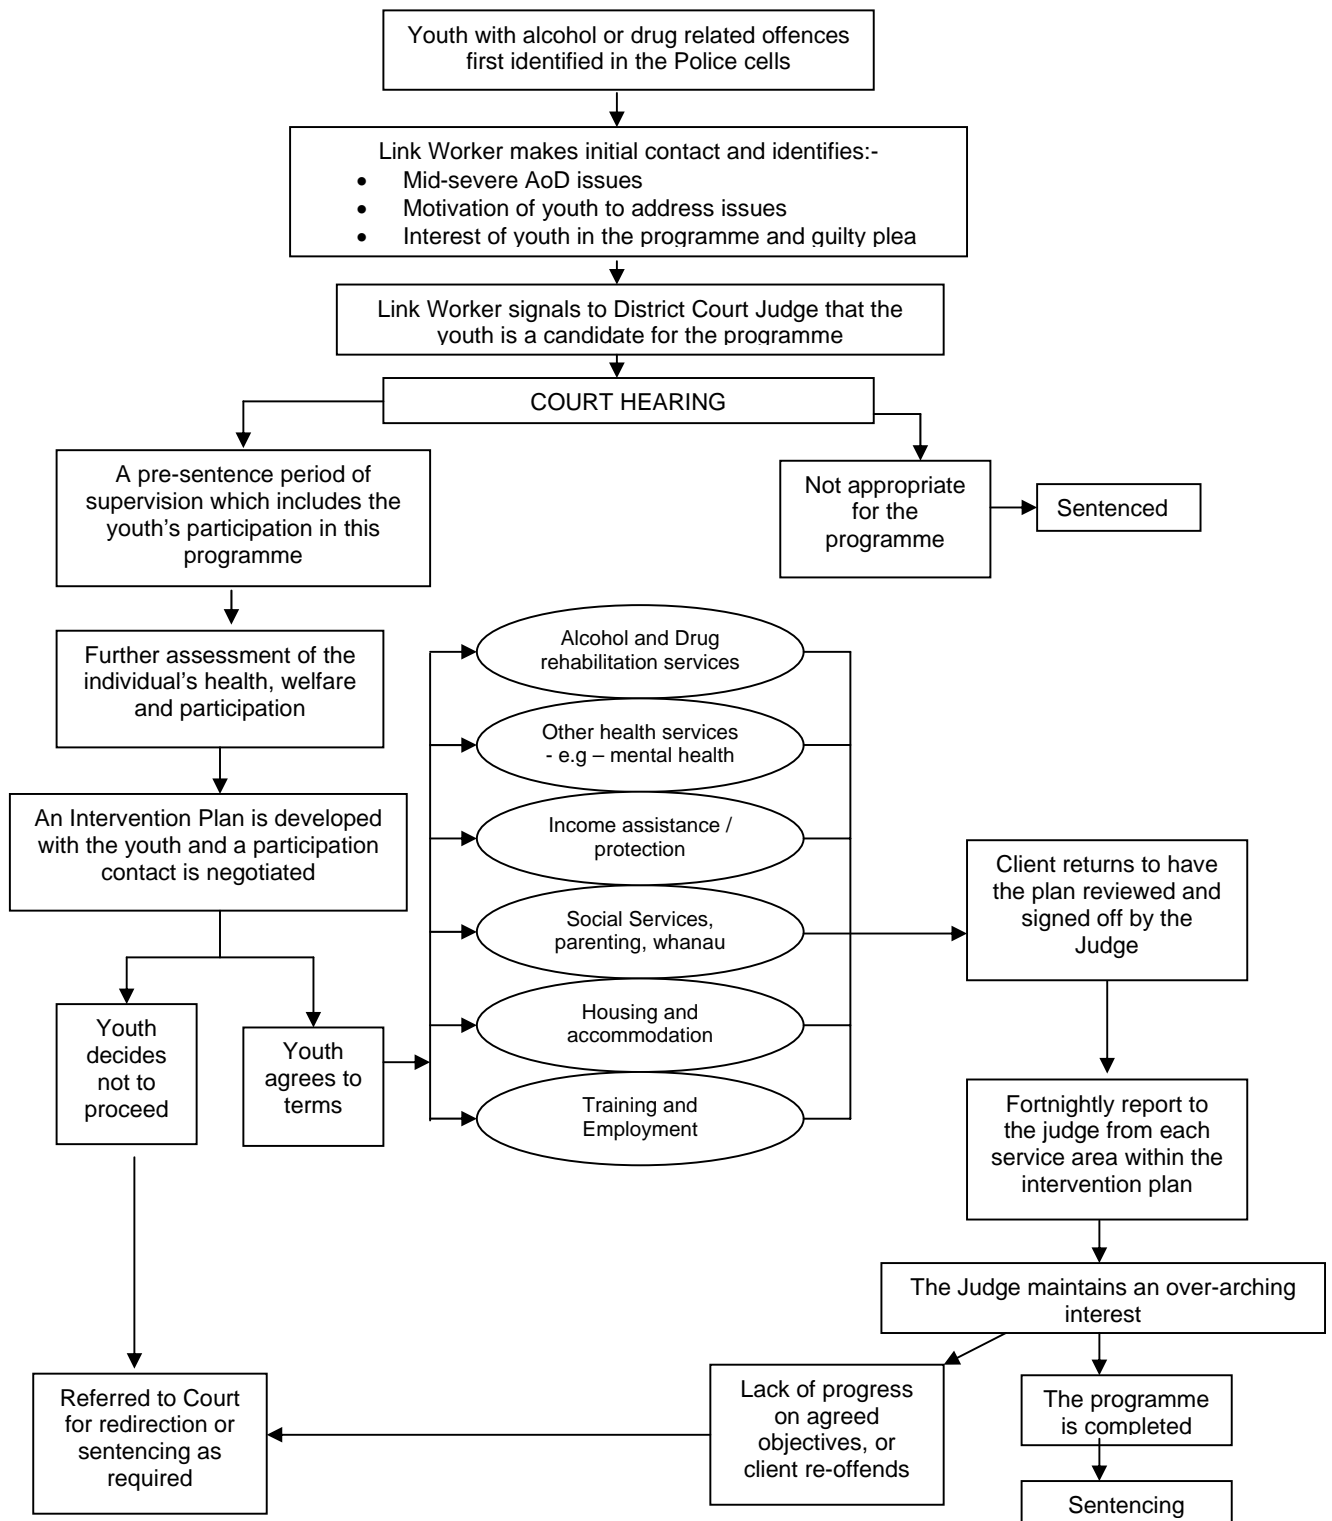 Youth with alcohol or drug related offences
first identified in the Police cells
Link Worker makes initial contact and identifies:-
• Mid-severe AoD issues
• Motivation of youth to address issues
• Interest of youth in the programme and guilty plea
Link Worker signals to District Court Judge that the
youth is a candidate for the programme
COURT HEARING
A pre-sentence period of
supervision which includes the
youth’s participation in this
programme
Not appropriate
for the
programme
Sentenced
Further assessment of the
individual’s health, welfare
and participation
An Intervention Plan is developed
with the youth and a participation
contact is negotiated
Youth
decides
not to
proceed
Youth
agrees to
terms
Alcohol and Drug
rehabilitation services
Other health services
- e.g – mental health
Income assistance /
protection
Social Services,
parenting, whanau
Housing and
accommodation
Training and
Employment
Client returns to have
the plan reviewed and
signed off by the
Judge
Fortnightly report to
the judge from each
service area within the
intervention plan
The Judge maintains an over-arching
interest
Lack of progress
on agreed
objectives, or
client re-offends
The programme
is completed
Sentencing
Referred to Court
for redirection or
sentencing as
required